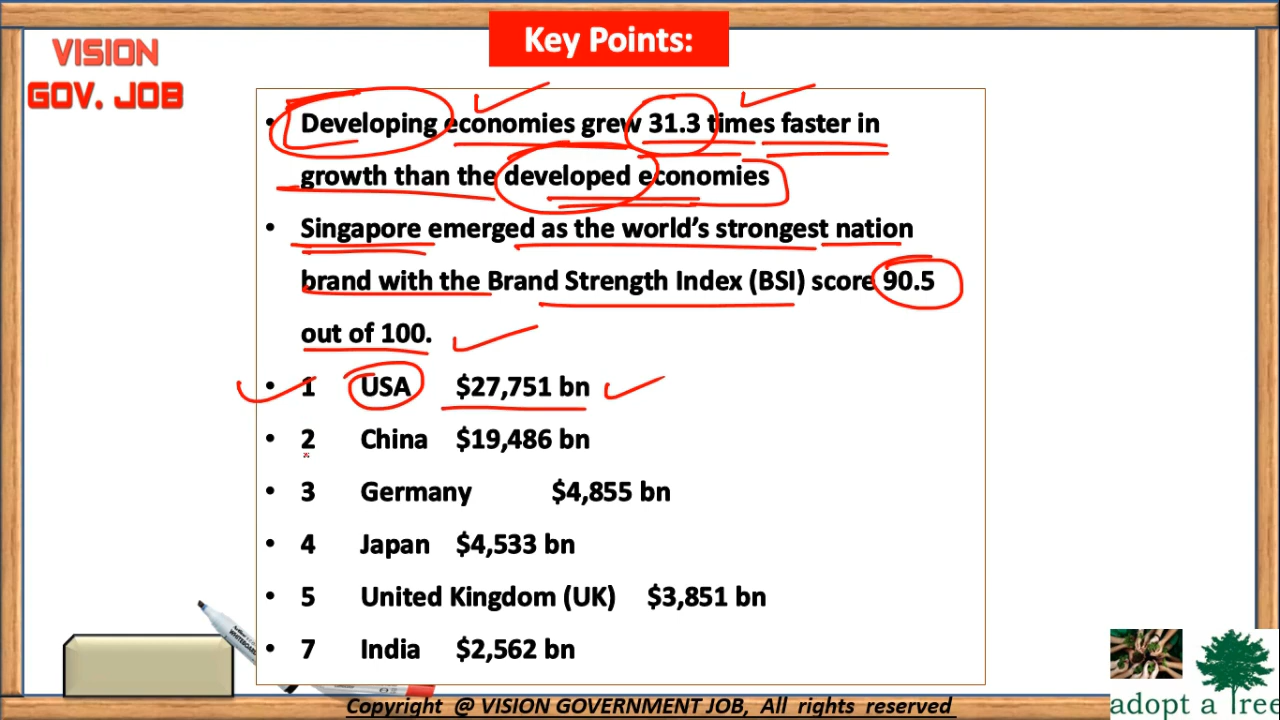 Key Points:
VISION
GOV. JOB
• Developing economies grew 31.3 times faster in
growth than the developed economies
• Singapore emerged as the world's strongest nation
brand with the Brand Strength Index (BSI) score 90.5
out of 100.
• 1 USA $27,751 bn
• 2 China $19,486 bn
• 3 Germany $4,855 bn
• 4 Japan $4,533 bn
• 5 United Kingdom (UK) $3,851 bn
• 7 India $2,562 bn
Copyright @ VISION GOVERNMENT JOB, All rights reserved
adopt a Tree